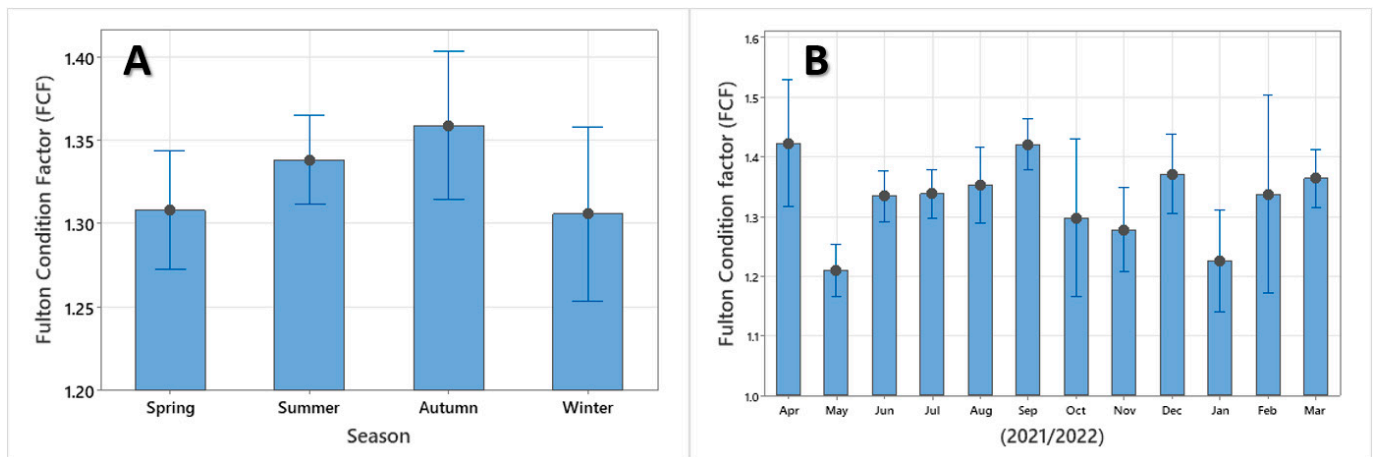 A
Fulton Condition Factor (FCF)
1.40
1.35
1.30
1.25
1.20
Spring Summer Autumn Winter
Season
B
Fulton Condition factor (FCF)
1.6
1.5
1.4
1.3
1.2
1.1
1.0
Apr May Jun Jul Aug Sep Oct Nov Dec Jan Feb Mar
(2021/2022)